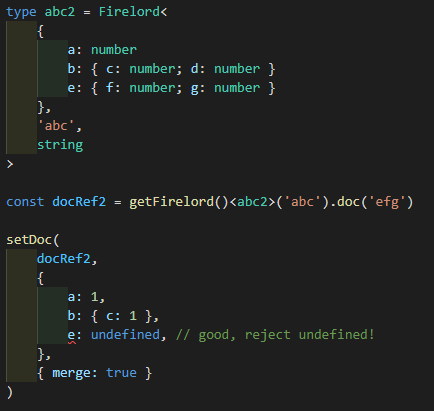 type abc2 = Firelord<
{
a: number
b: { c: number; d: number }
e: { f: number; g: number }
},
'abc',
string
>
const docRef2 = getFirelord()<abc2>('abc').doc('efg')
setDoc(
docRef2,
{
a: 1,
b: { c: 1 },
e: undefined, // good, reject undefined!
},
{ merge: true }
)